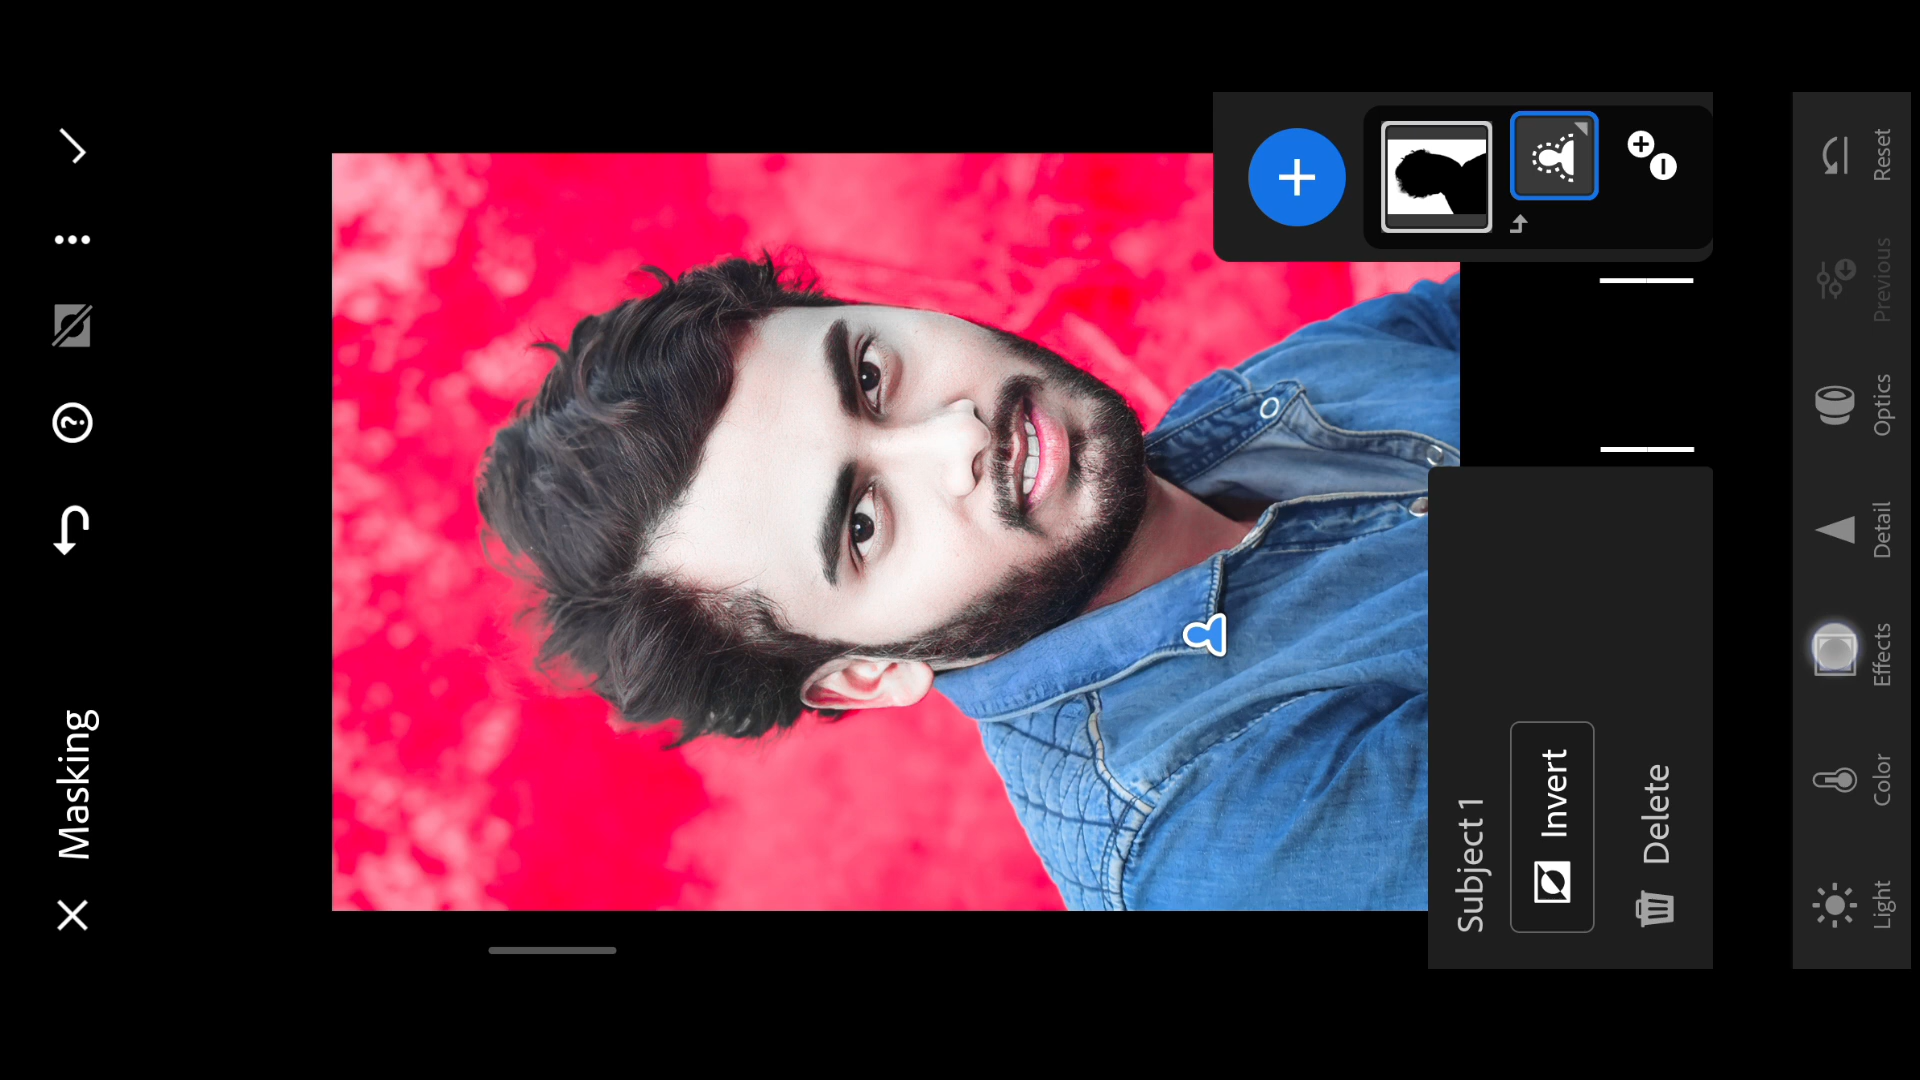 Masking
Subject 1
Invert
Delete
Light
Color
Effects
Detail
Optics
Previous
Reset